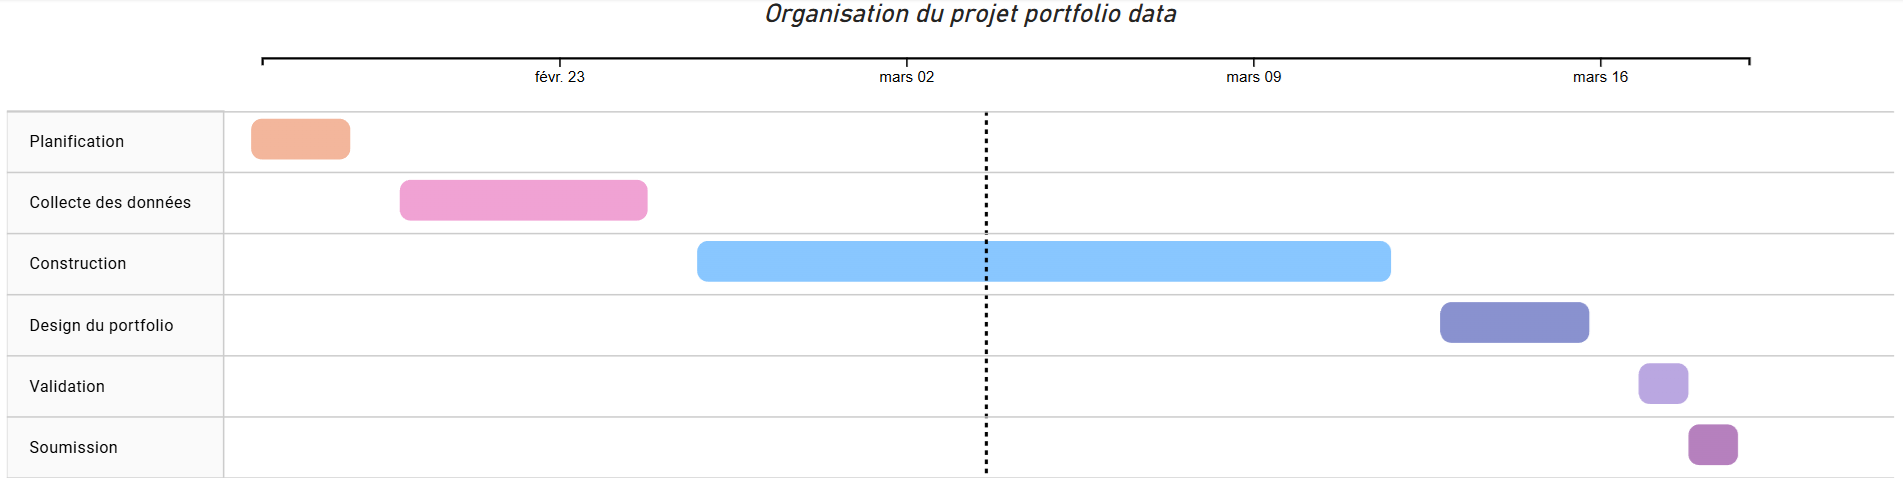 Organisation du projet portfolio data
févr. 23
mars 02
mars 09
mars 16
Planification
Collecte des données
Construction
Design du portfolio
Validation
Soumission